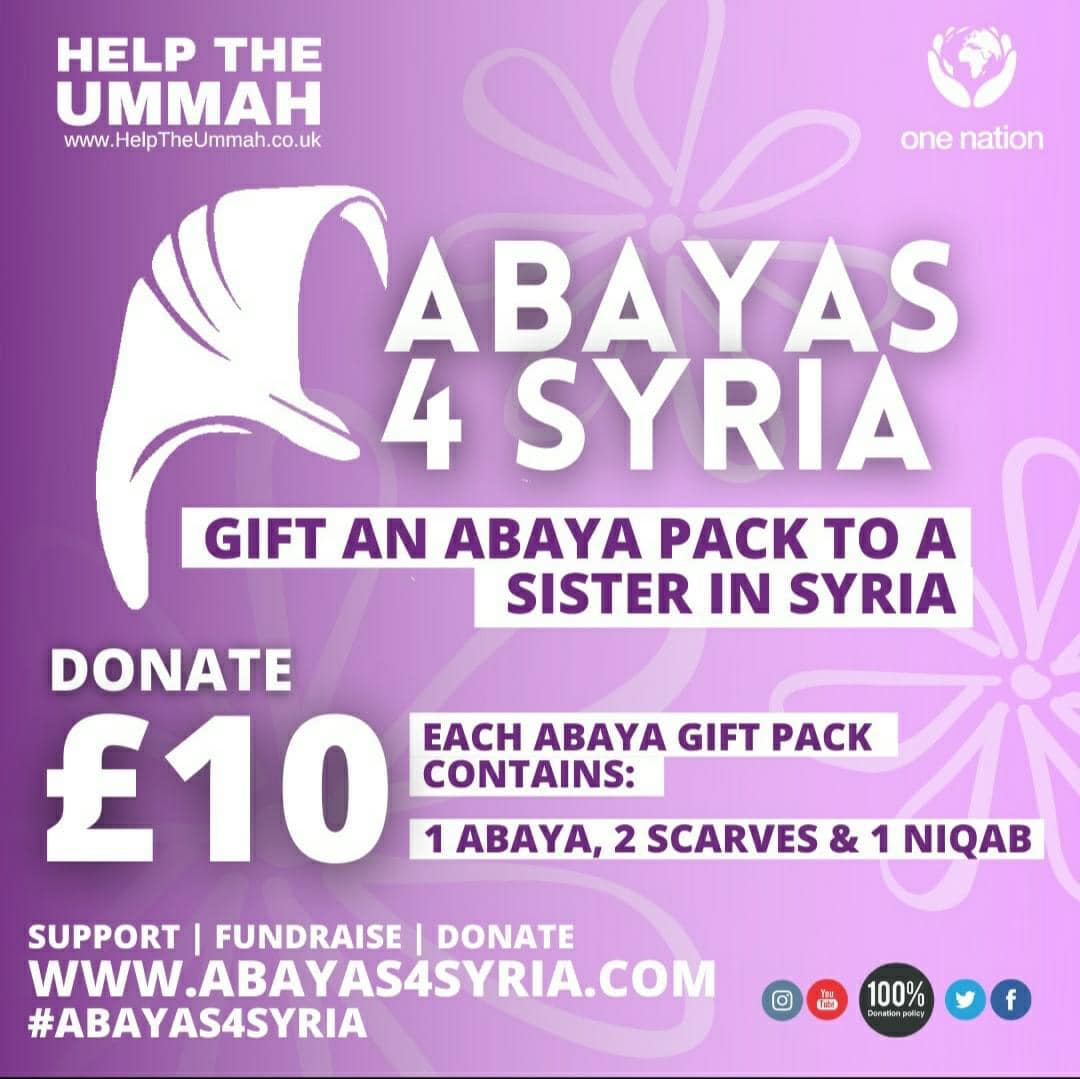 HELP THE
UMMAH
www.HelpTheUmmah.co.uk
one nation
ABAYAS
4 SYRIA
GIFT AN ABAYA PACK TO A
SISTER IN SYRIA
DONATE
£10
EACH ABAYA GIFT PACK
CONTAINS:
1 ABAYA, 2 SCARVES & 1 NIQAB
SUPPORT | FUNDRAISE | DONATE
WWW.ABAYAS4SYRIA.COM
#ABAYAS4SYRIA
You
Tube
100%
Donation policy
f